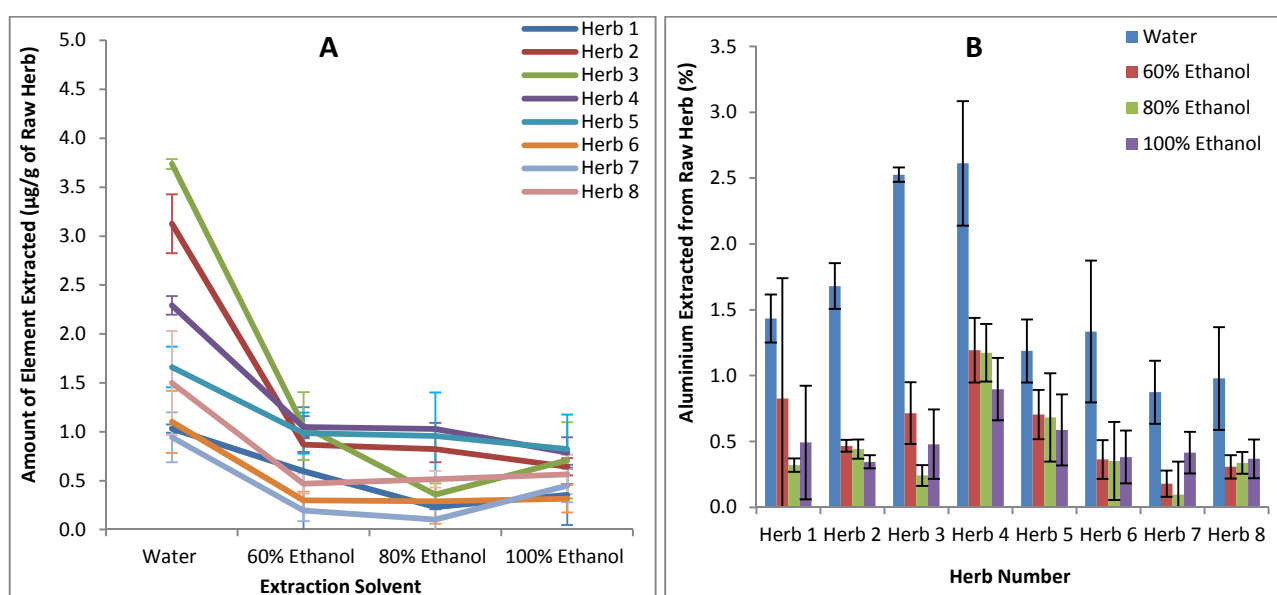 A
Amount of Element Extracted (µg/g of Raw Herb)
5.0
4.5
4.0
3.5
3.0
2.5
2.0
1.5
1.0
0.5
0.0
Water 60% Ethanol 80% Ethanol 100% Ethanol
Extraction Solvent
Herb 1
Herb 2
Herb 3
Herb 4
Herb 5
Herb 6
Herb 7
Herb 8
B
Aluminium Extracted from Raw Herb (%)
3.5
3.0
2.5
2.0
1.5
1.0
0.5
0.0
Herb 1 Herb 2 Herb 3 Herb 4 Herb 5 Herb 6 Herb 7 Herb 8
Herb Number
Water
60% Ethanol
80% Ethanol
100% Ethanol